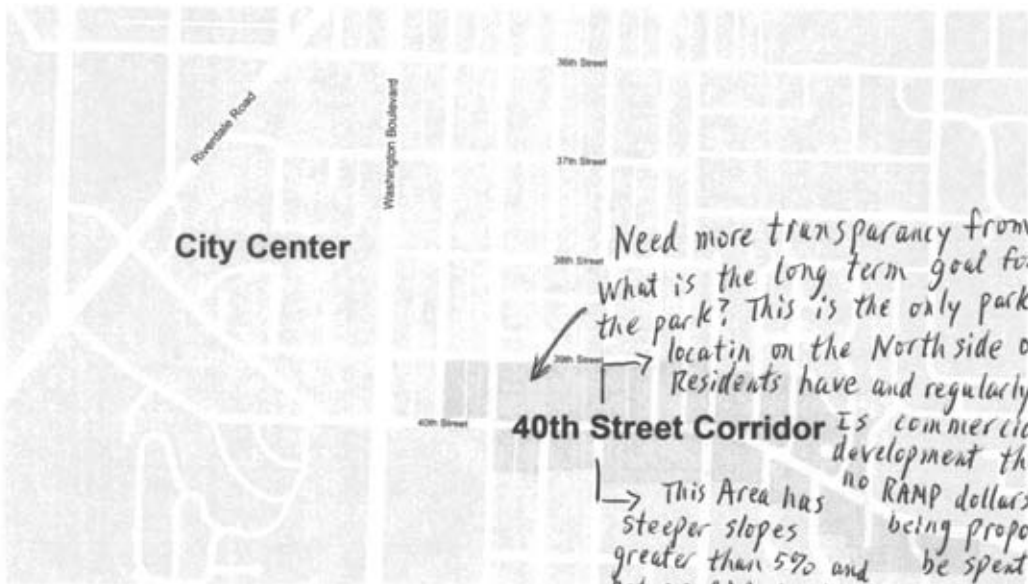 36th Street
Riverdale Road
Washington Boulevard
37th Street
City Center
38th Street
Need more transparancy from
What is the long term goal for
the park? This is the only park
locatin on the North side o
Residents have and regularly
39th Street
40th Street
40th Street Corridor
Is commercia
development th
no RAMP dollars
being propo
be spent
This Area has
steeper slopes
greater than 5% and